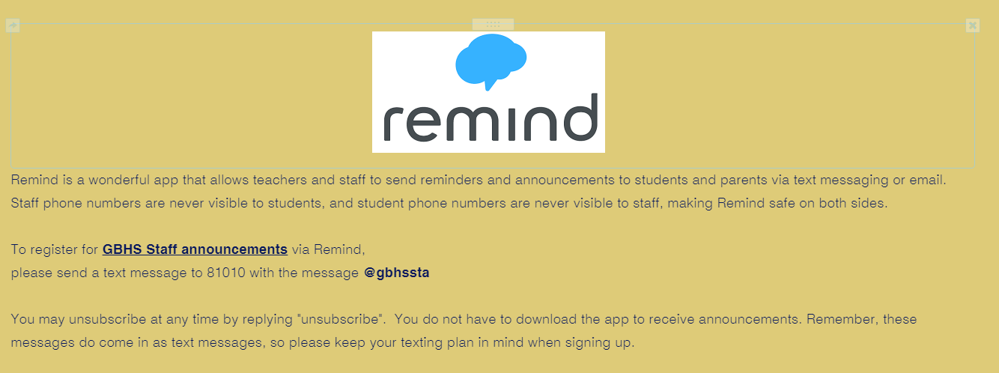 remind
Remind is a wonderful app that allows teachers and staff to send reminders and announcements to students and parents via text messaging or email.
Staff phone numbers are never visible to students, and student phone numbers are never visible to staff, making Remind safe on both sides.
To register for GBHS Staff announcements via Remind,
please send a text message to 81010 with the message @gbhssta
You may unsubscribe at any time by replying "unsubscribe".  You do not have to download the app to receive announcements. Remember, these
messages do come in as text messages, so please keep your texting plan in mind when signing up.